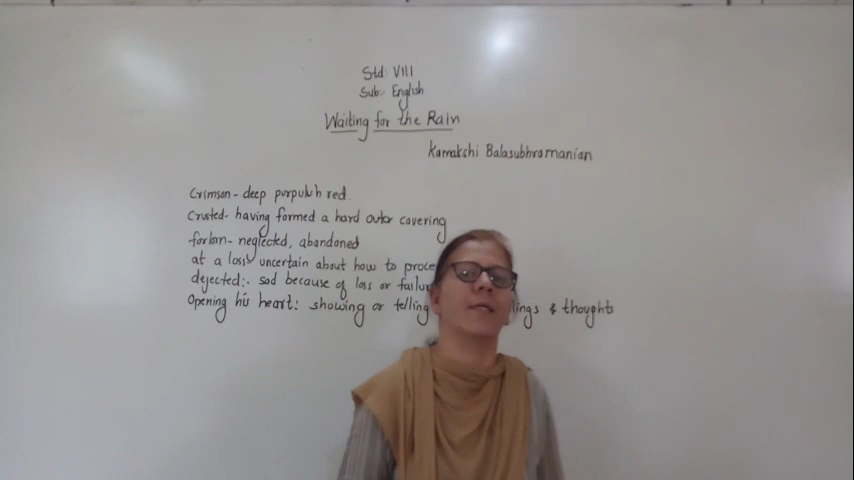 Std: VIII
Sub:- English
Waiting for the Rain
Kamakshi Balasubhramanian
Crimson - deep purpulish red.
Crusted- having formed a hard outer covering
forlorn- neglected, abandoned
at a loss uncertain about how to proce
dejected:- sad because of loss or failur
Opening his heart: showing or telling lings & thoughts